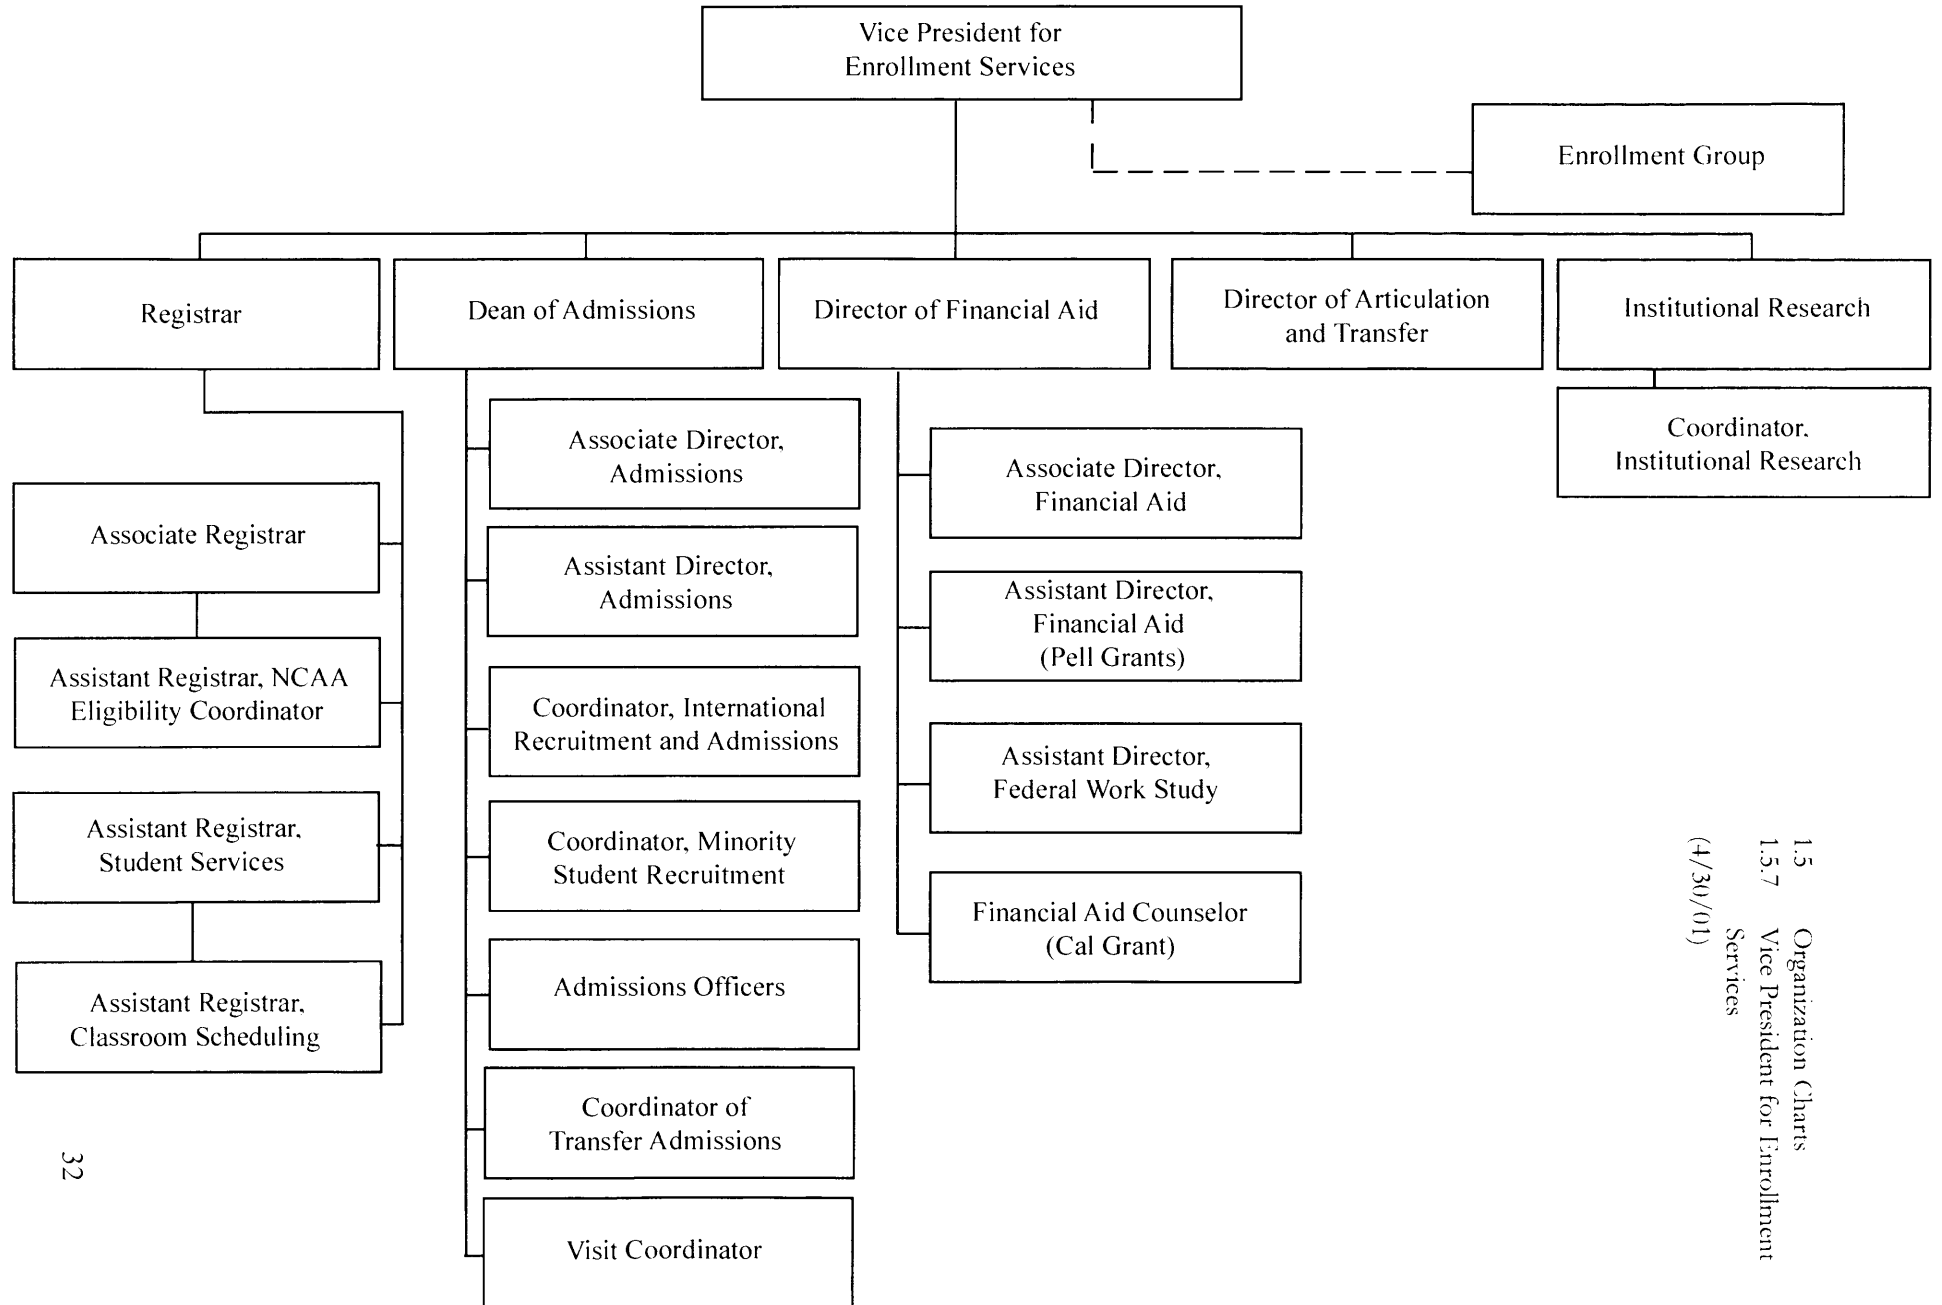 Vice President for
Enrollment Services
Enrollment Group
Registrar
Dean of Admissions
Director of Financial Aid
Director of Articulation
and Transfer
Institutional Research
Coordinator,
Institutional Research
Associate Registrar
Assistant Registrar, NCAA
Eligibility Coordinator
Assistant Registrar,
Student Services
Assistant Registrar,
Classroom Scheduling
Associate Director,
Admissions
Assistant Director,
Admissions
Coordinator, International
Recruitment and Admissions
Coordinator, Minority
Student Recruitment
Admissions Officers
Coordinator of
Transfer Admissions
Visit Coordinator
Associate Director,
Financial Aid
Assistant Director,
Financial Aid
(Pell Grants)
Assistant Director,
Federal Work Study
Financial Aid Counselor
(Cal Grant)
1.5 Organization Charts
1.5.7 Vice President for Enrollment
Services
(4/30/01)
32